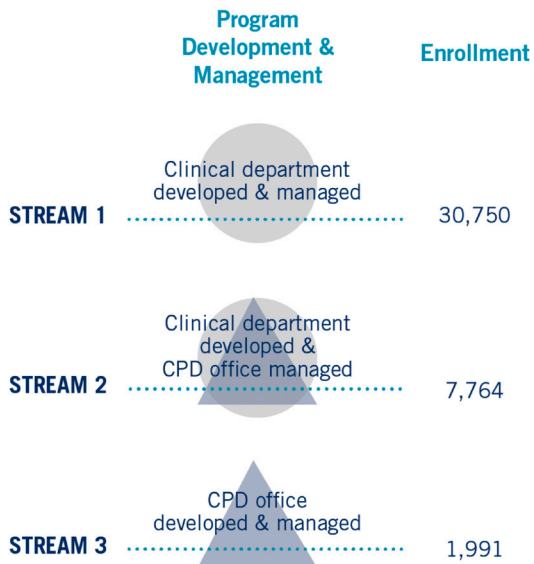 Program
Development &
Management
Enrollment
Clinical department
developed & managed
STREAM 1
30,750
Clinical department
developed &
CPD office managed
STREAM 2
7,764
CPD office
developed & managed
STREAM 3
1,991